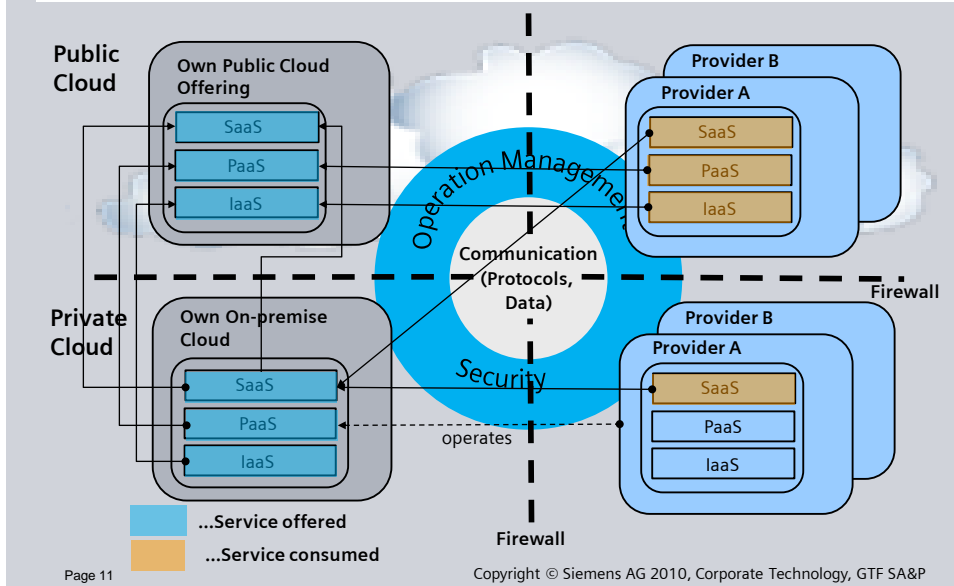 Public
Cloud
Own Public Cloud
Offering
SaaS
PaaS
IaaS
Provider B
Provider A
SaaS
PaaS
IaaS
Operation Management
Communication
(Protocols,
Data)
Security
Firewall
Private
Cloud
Own On-premise
Cloud
SaaS
PaaS
IaaS
operates
Provider B
Provider A
SaaS
PaaS
IaaS
...Service offered
...Service consumed
Firewall
Page 11
Copyright © Siemens AG 2010, Corporate Technology, GTF SA&P